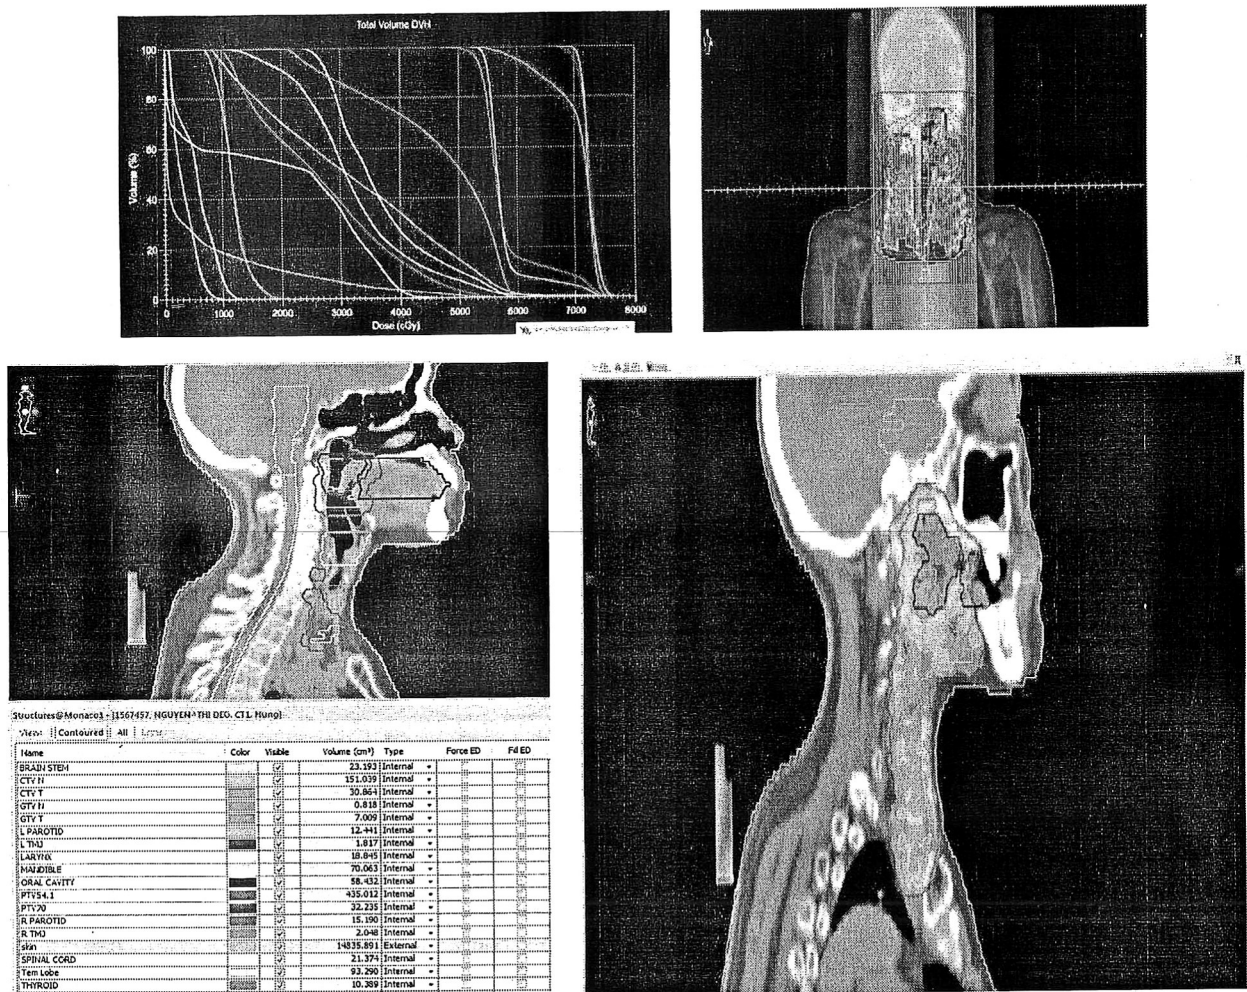 Total Volume DVH
Volume (%)
100
80
60
40
20
0
0 1000 2000 3000 4000 5000 6000 7000 8000
Dose (cGy)
Structures@Monaco3 - [1567457, NGUYEN^THI DEO, CT1, Hung]
View: Contoured All
Name Color Visible Volume (cm³) Type Force ED Fill ED
BRAIN STEM 23.193 Internal
CTV N 151.039 Internal
CTV T 30.864 Internal
GTV N 0.818 Internal
GTV T 7.009 Internal
L PAROTID 12.441 Internal
L TMJ 1.817 Internal
LARYNX 18.845 Internal
MANDIBLE 70.063 Internal
ORAL CAVITY 58.432 Internal
PTV54.1 435.012 Internal
PTV70 32.235 Internal
R PAROTID 15.190 Internal
R TMJ 2.048 Internal
skin 14835.891 External
SPINAL CORD 21.374 Internal
Tem Lobe 93.290 Internal
THYROID 10.389 Internal